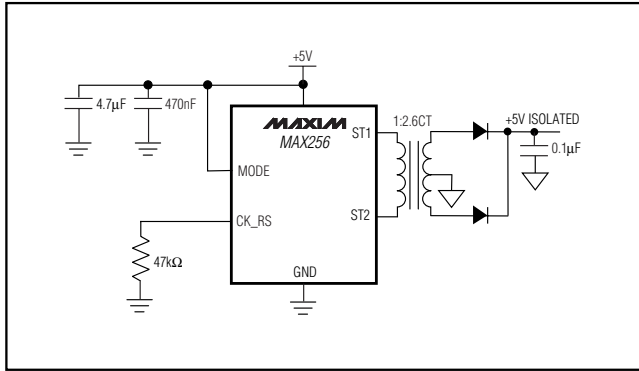 +5V
4.7µF
470nF
MAXIM
MAX256
ST1
1:2.6CT
+5V ISOLATED
0.1µF
MODE
ST2
CK_RS
47kΩ
GND